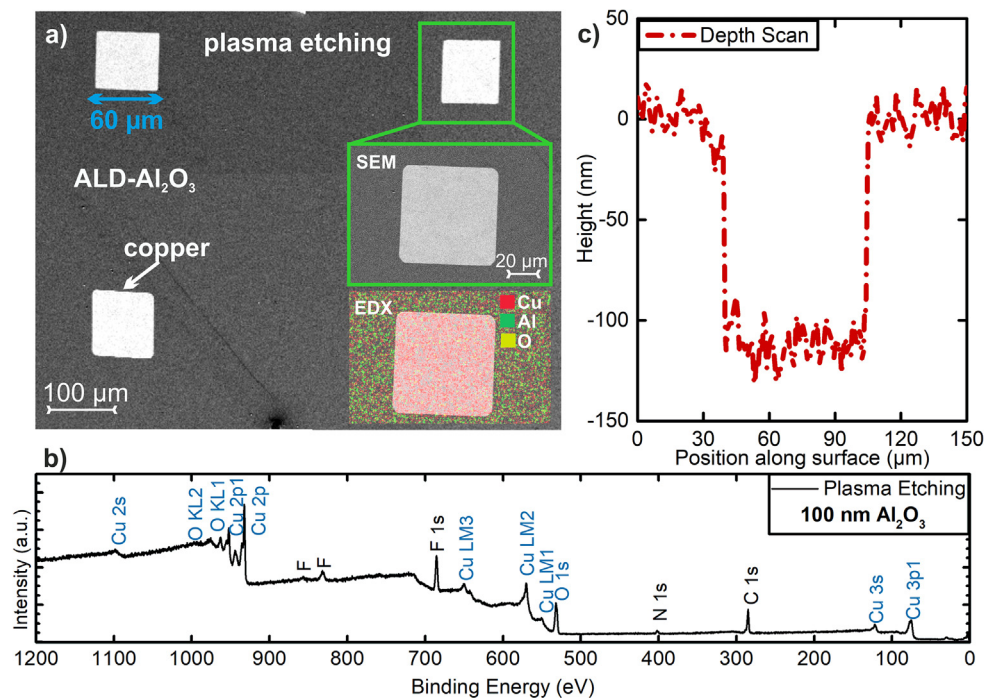 a)
plasma etching
60 µm
ALD-Al₂O₃
copper
100 µm
SEM
20 µm
EDX
Cu
Al
O
c)
Depth Scan
50
0
-50
-100
-150
Height (nm)
0 30 60 90 120 150
Position along surface (µm)
b)
Plasma Etching
100 nm Al₂O₃
Cu 2s
O KL2
O KL1
Cu 2p1
Cu 2p
F
F
F 1s
Cu LM3
Cu LM2
Cu LM1
O 1s
N 1s
C 1s
Cu 3s
Cu 3p1
Intensity (a.u.)
1200 1100 1000 900 800 700 600 500 400 300 200 100 0
Binding Energy (eV)